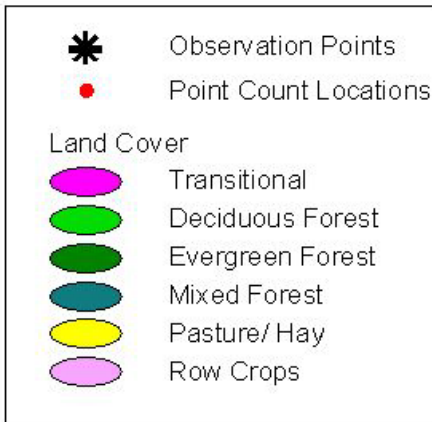 Observation Points
Point Count Locations
Land Cover
Transitional
Deciduous Forest
Evergreen Forest
Mixed Forest
Pasture/ Hay
Row Crops